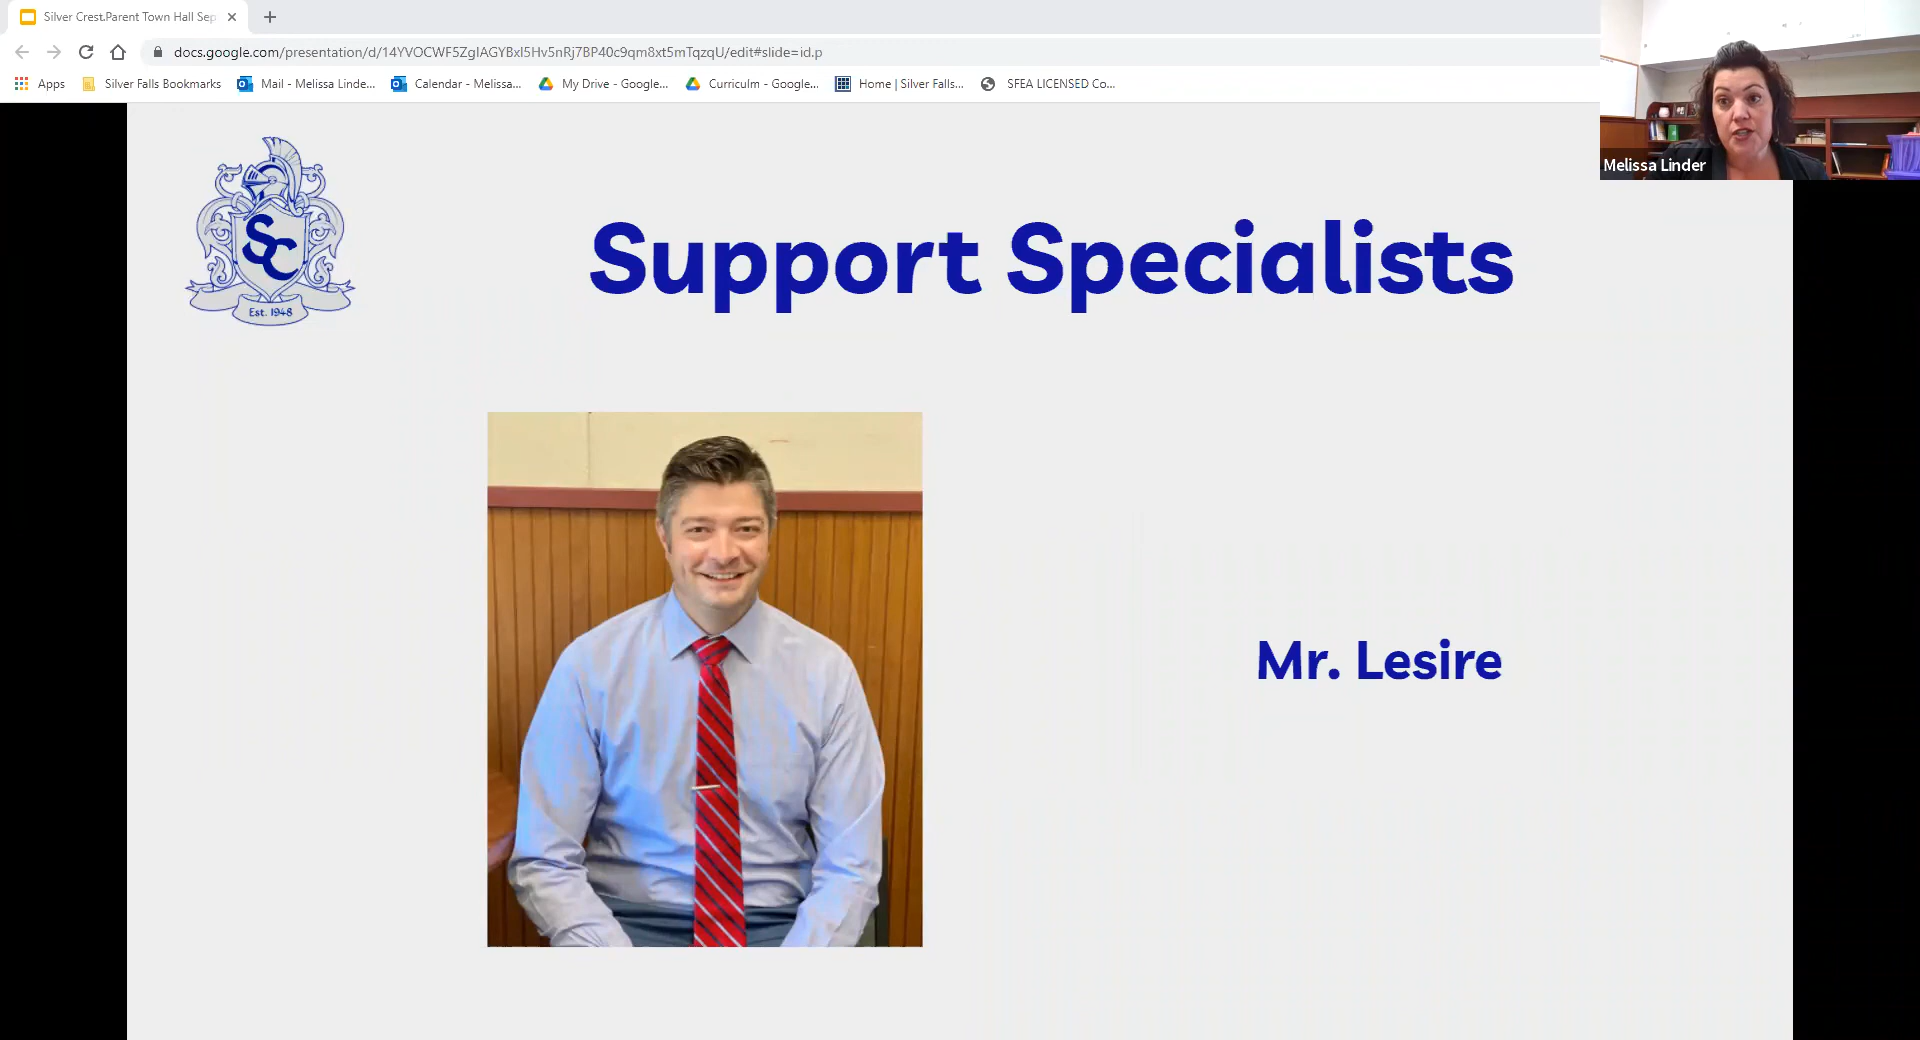 Silver Crest.Parent Town Hall Sep
docs.google.com/presentation/d/14YVOCWF5ZgIAGYBxI5Hv5nRj7BP40c9qm8xt5mTqzqU/edit#slide=id.p
Apps Silver Falls Bookmarks Mail - Melissa Linde... Calendar - Melissa... My Drive - Google... Curriculm - Google... Home | Silver Falls... SFEA LICENSED Co...
Melissa Linder
SC
Est. 1948
Support Specialists
Mr. Lesire